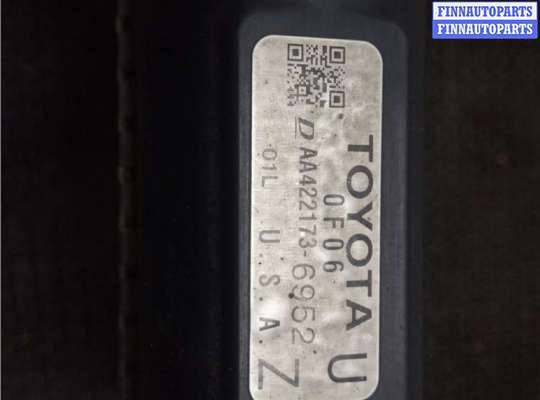 FINNAUTOPARTS
FINNAUTOPARTS
TOYOTA U
0F06
D AA422173-6952
01L U.S.A. Z